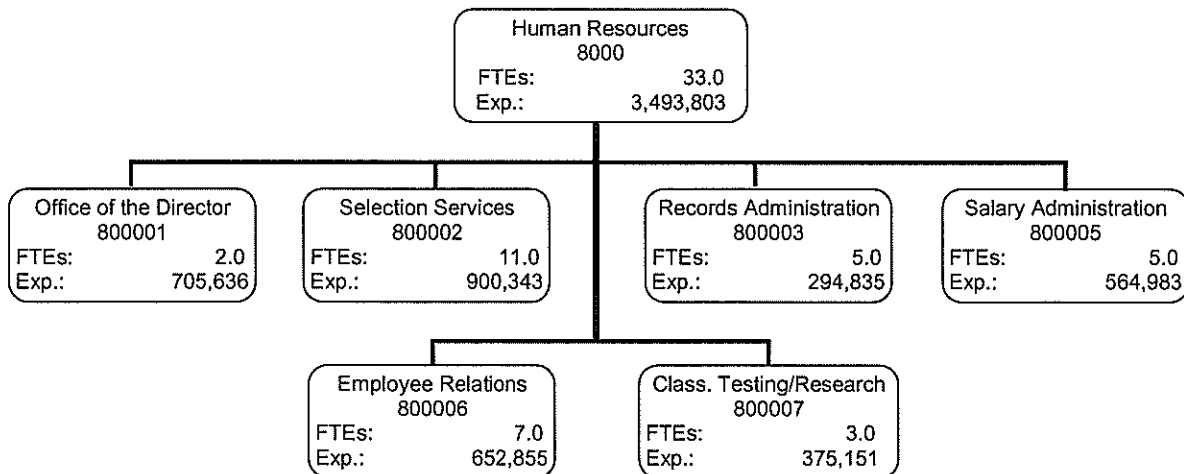 Human Resources
8000
FTEs: 33.0
Exp.: 3,493,803
Office of the Director
800001
FTEs: 2.0
Exp.: 705,636
Selection Services
800002
FTEs: 11.0
Exp.: 900,343
Records Administration
800003
FTEs: 5.0
Exp.: 294,835
Salary Administration
800005
FTEs: 5.0
Exp.: 564,983
Employee Relations
800006
FTEs: 7.0
Exp.: 652,855
Class. Testing/Research
800007
FTEs: 3.0
Exp.: 375,151